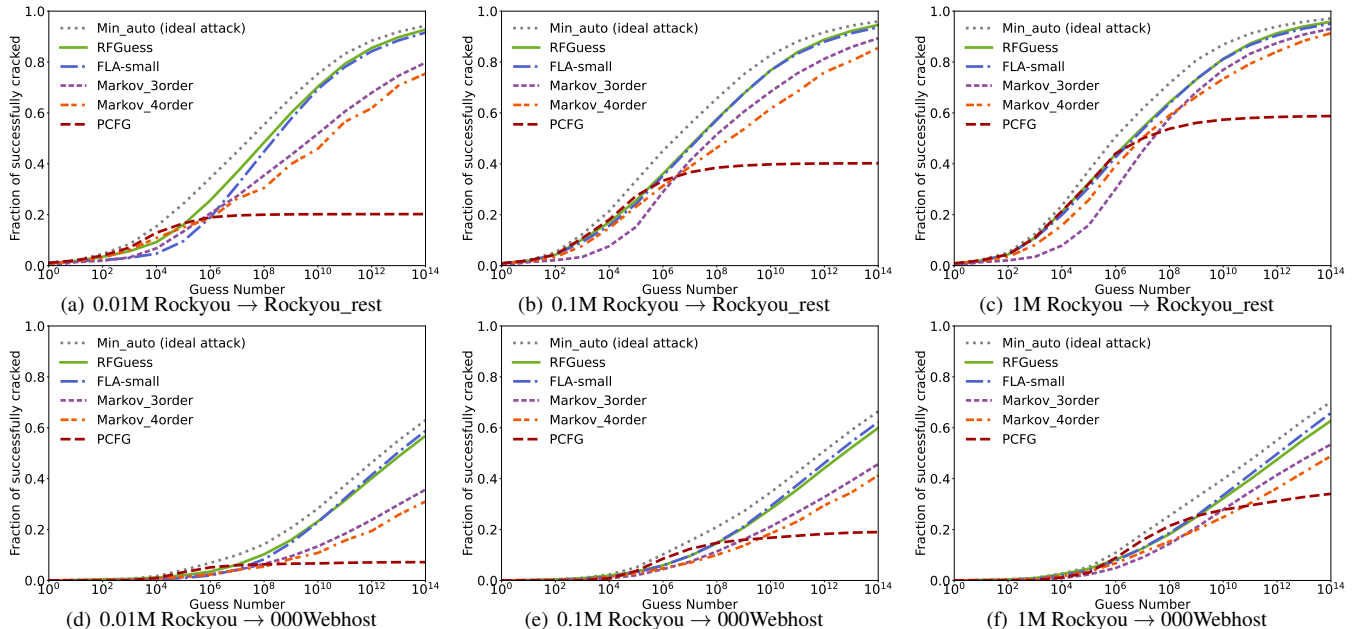 Fraction of successfully cracked
1.0
0.8
0.6
0.4
0.2
0.0
Min_auto (ideal attack)
RFGuess
FLA-small
Markov_3order
Markov_4order
PCFG
10^0 10^2 10^4 10^6 10^8 10^10 10^12 10^14
Guess Number
(a) 0.01M Rockyou → Rockyou_rest
Fraction of successfully cracked
1.0
0.8
0.6
0.4
0.2
0.0
Min_auto (ideal attack)
RFGuess
FLA-small
Markov_3order
Markov_4order
PCFG
10^0 10^2 10^4 10^6 10^8 10^10 10^12 10^14
Guess Number
(b) 0.1M Rockyou → Rockyou_rest
Fraction of successfully cracked
1.0
0.8
0.6
0.4
0.2
0.0
Min_auto (ideal attack)
RFGuess
FLA-small
Markov_3order
Markov_4order
PCFG
10^0 10^2 10^4 10^6 10^8 10^10 10^12 10^14
Guess Number
(c) 1M Rockyou → Rockyou_rest
Fraction of successfully cracked
1.0
0.8
0.6
0.4
0.2
0.0
Min_auto (ideal attack)
RFGuess
FLA-small
Markov_3order
Markov_4order
PCFG
10^0 10^2 10^4 10^6 10^8 10^10 10^12 10^14
Guess Number
(d) 0.01M Rockyou → 000Webhost
Fraction of successfully cracked
1.0
0.8
0.6
0.4
0.2
0.0
Min_auto (ideal attack)
RFGuess
FLA-small
Markov_3order
Markov_4order
PCFG
10^0 10^2 10^4 10^6 10^8 10^10 10^12 10^14
Guess Number
(e) 0.1M Rockyou → 000Webhost
Fraction of successfully cracked
1.0
0.8
0.6
0.4
0.2
0.0
Min_auto (ideal attack)
RFGuess
FLA-small
Markov_3order
Markov_4order
PCFG
10^0 10^2 10^4 10^6 10^8 10^10 10^12 10^14
Guess Number
(f) 1M Rockyou → 000Webhost